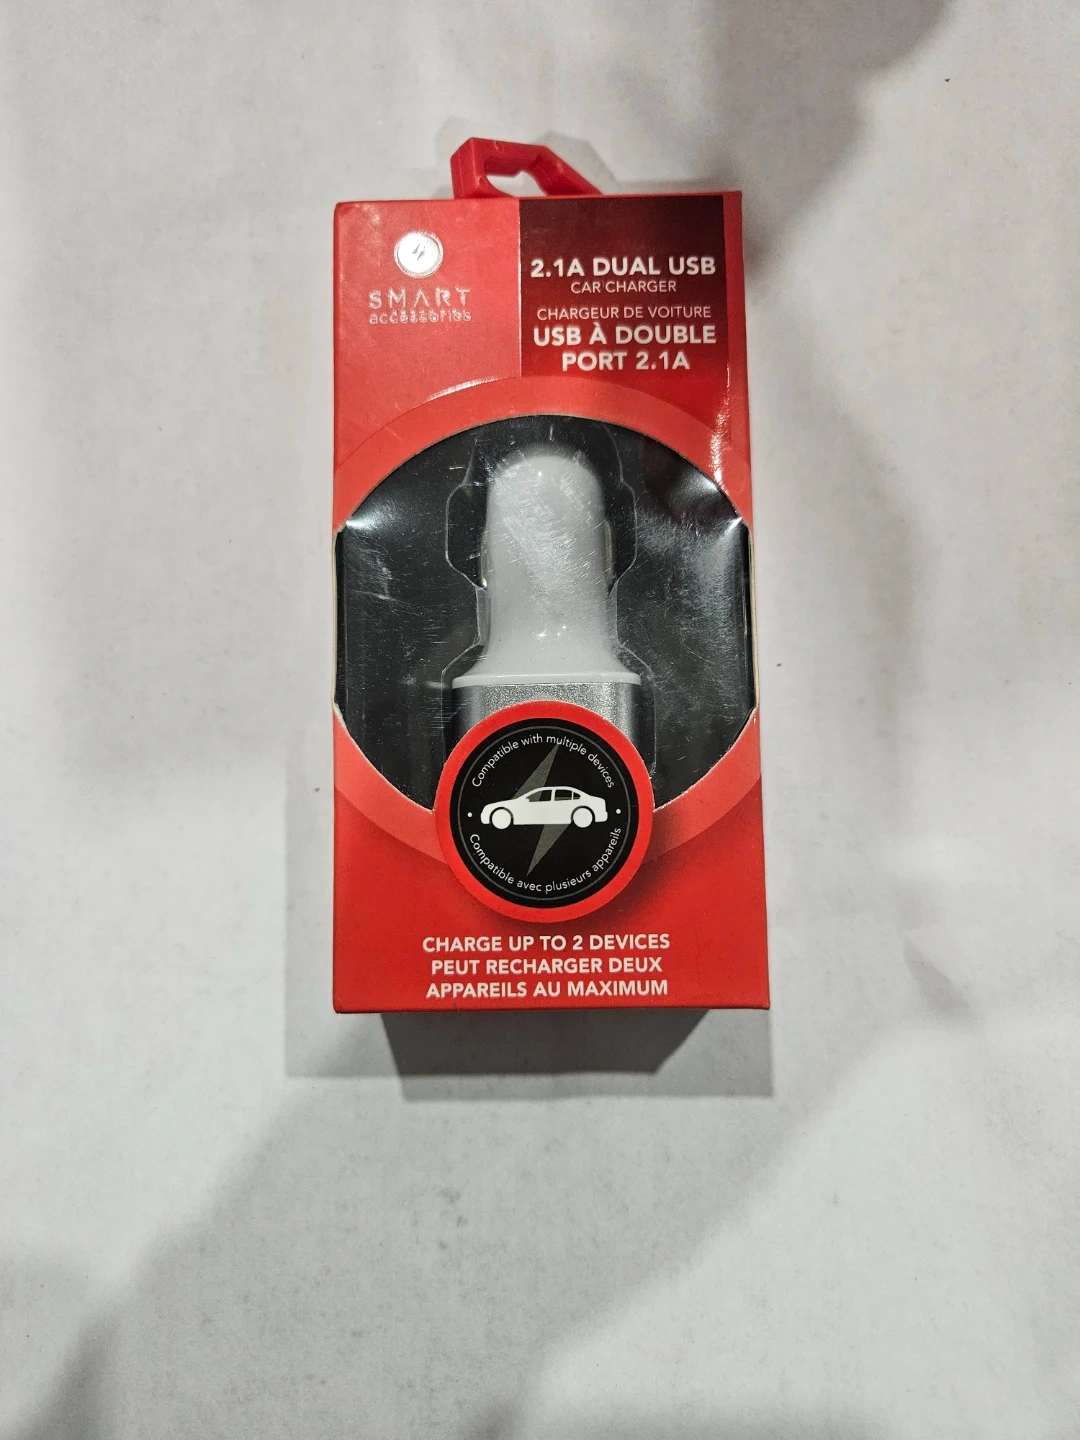 SMART
accessories
2.1A DUAL USB
CAR CHARGER
CHARGEUR DE VOITURE
USB À DOUBLE
PORT 2.1A
Compatible with multiple devices
Compatible avec plusieurs appareils
CHARGE UP TO 2 DEVICES
PEUT RECHARGER DEUX
APPAREILS AU MAXIMUM